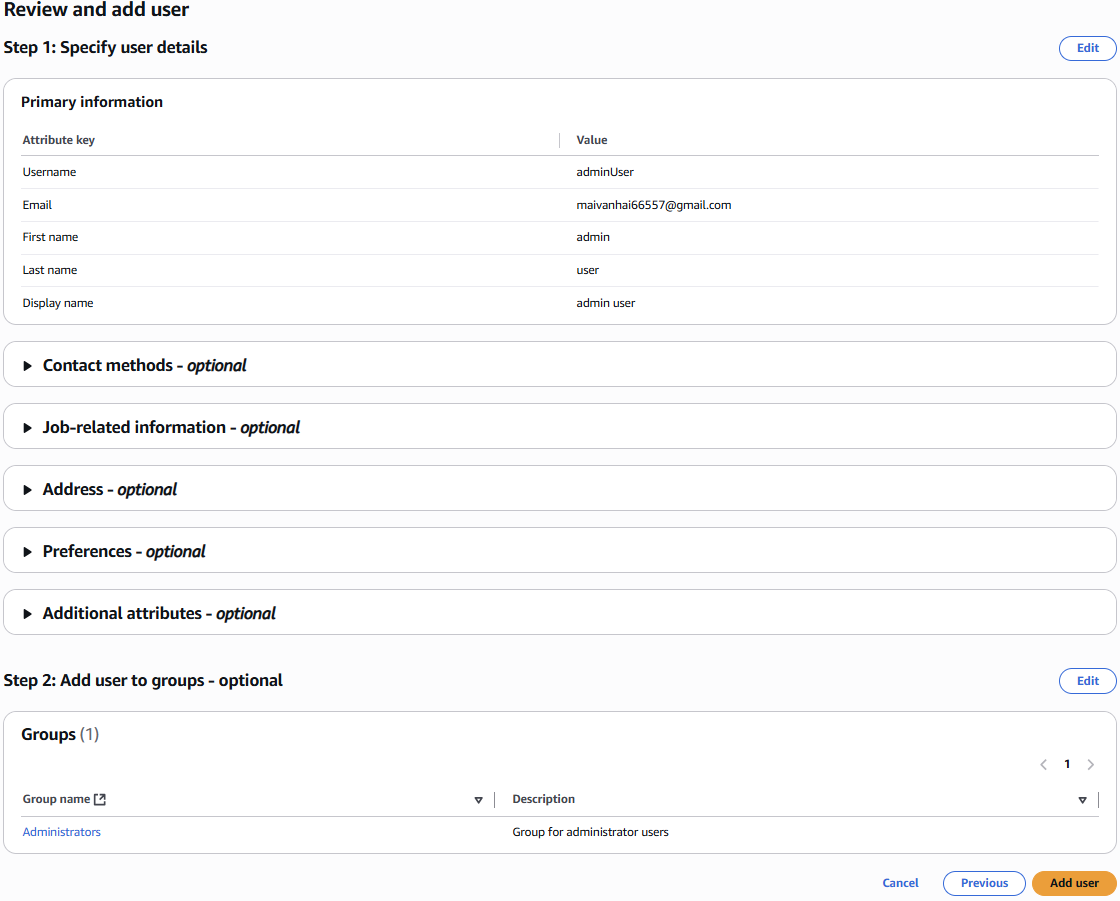 Review and add user
Step 1: Specify user details
Edit
Primary information
Attribute key
Value
Username
adminUser
Email
maivanhai66557@gmail.com
First name
admin
Last name
user
Display name
admin user
Contact methods - optional
Job-related information - optional
Address - optional
Preferences - optional
Additional attributes - optional
Step 2: Add user to groups - optional
Edit
Groups (1)
1
Group name
Description
Administrators
Group for administrator users
Cancel
Previous
Add user